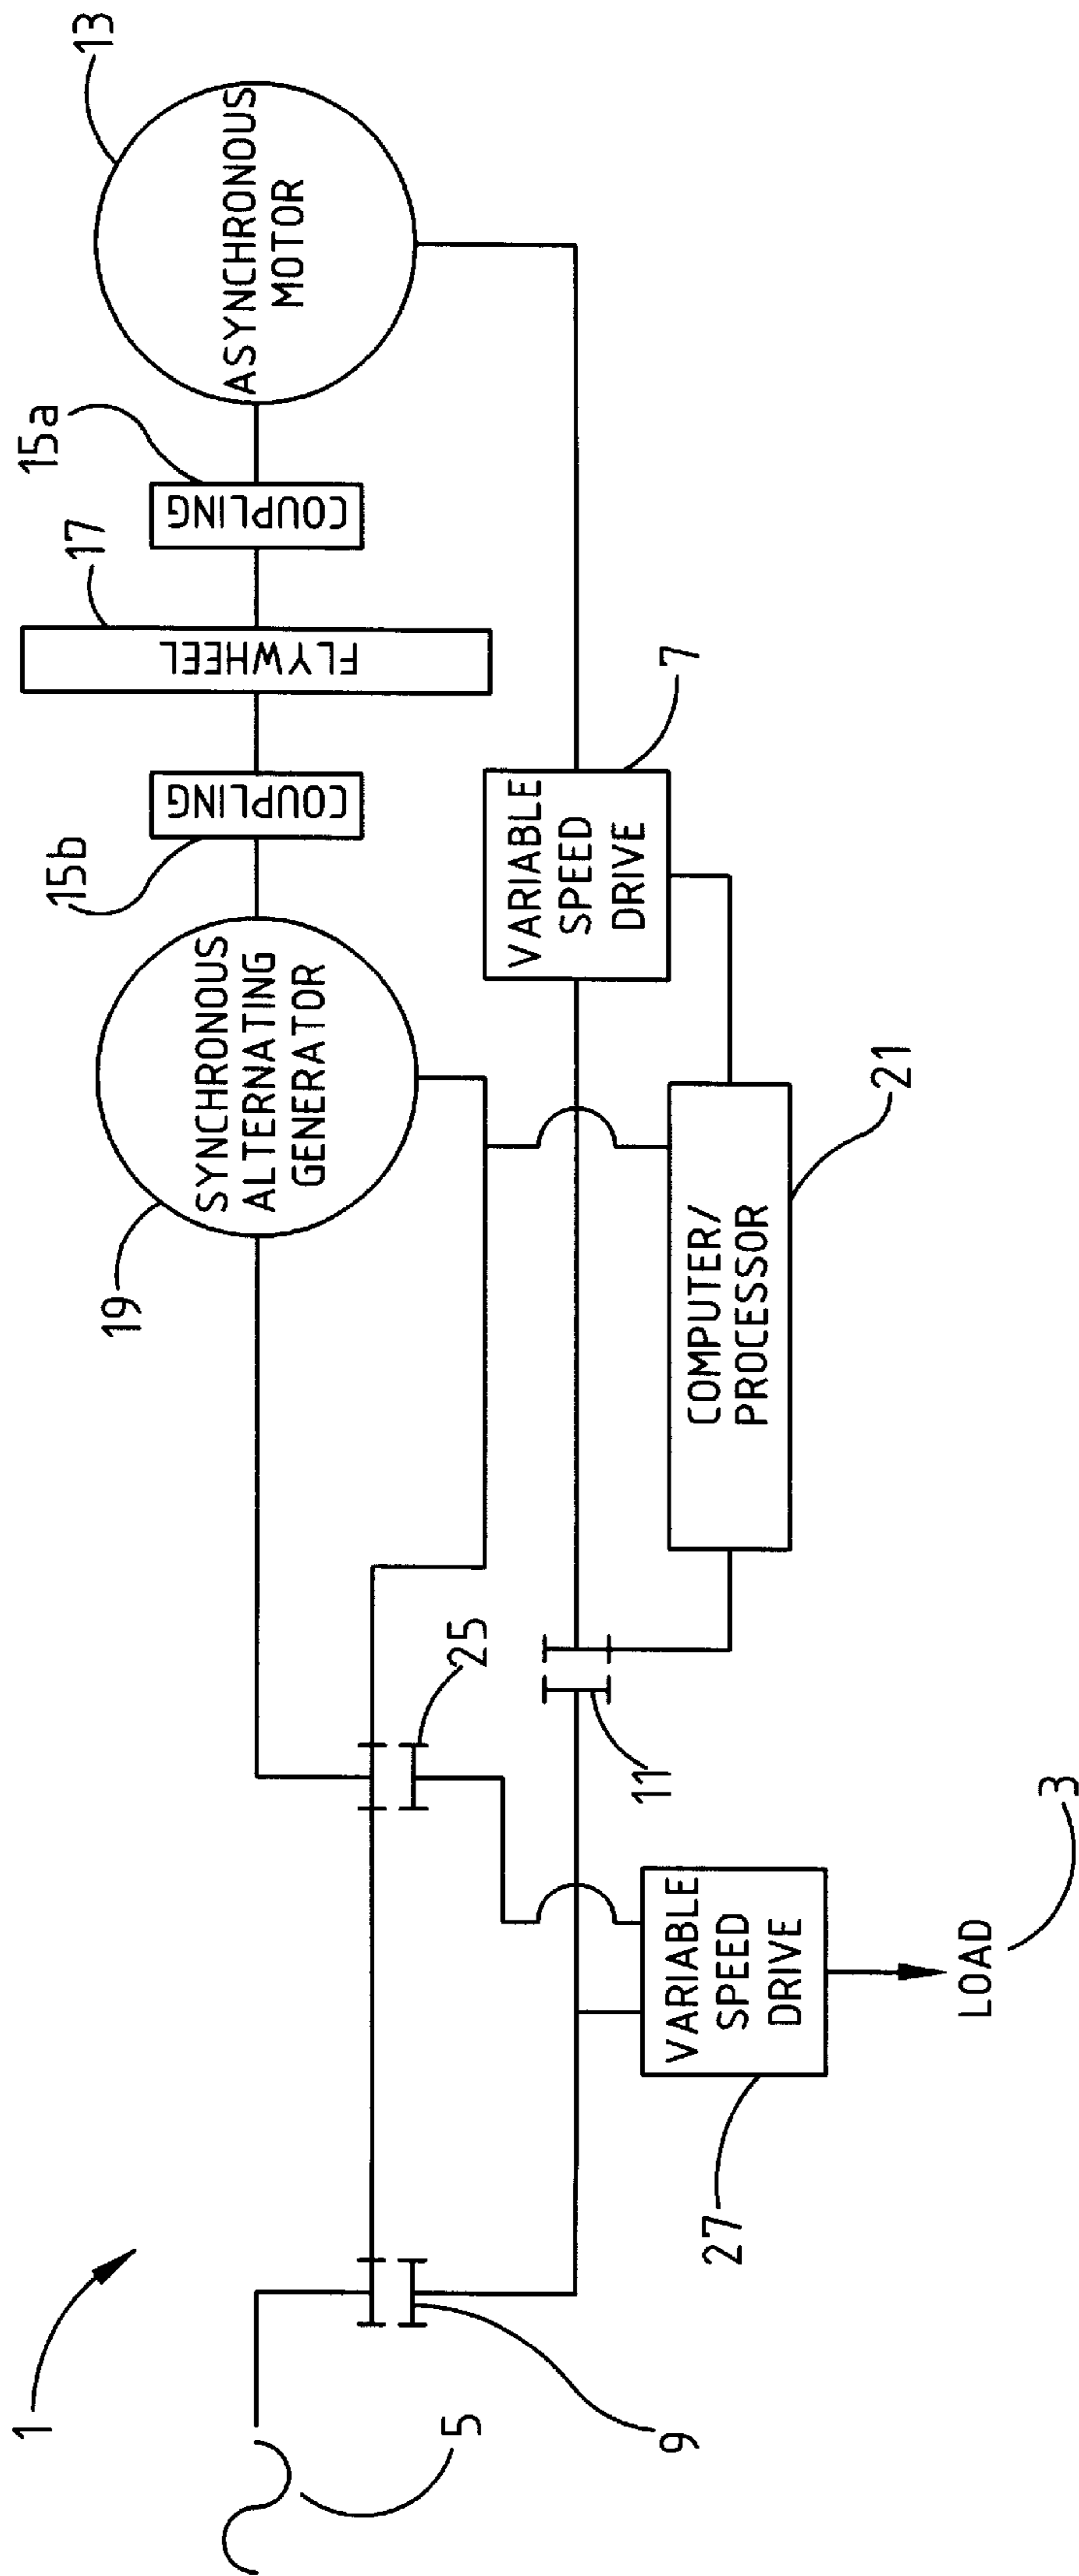 1
5
9
19
SYNCHRONOUS
ALTERNATING
GENERATOR
15b
COUPLING
17
FLYWHEEL
15a
COUPLING
13
ASYNCHRONOUS
MOTOR
25
11
7
VARIABLE
SPEED
DRIVE
COMPUTER/
PROCESSOR
21
27
VARIABLE
SPEED
DRIVE
LOAD
3